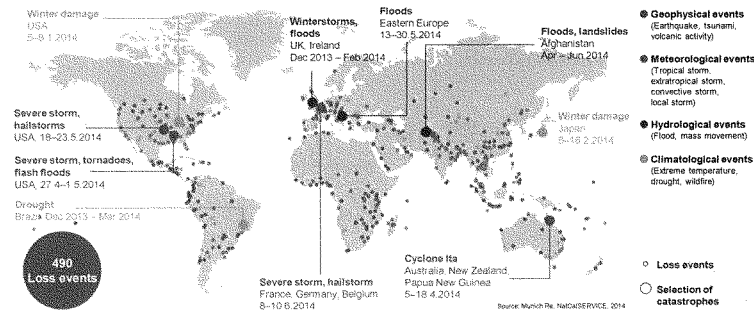 Winter damage
USA
5–8.1.2014
Winterstorms,
floods
UK, Ireland
Dec 2013 – Feb 2014
Floods
Eastern Europe
13–30.5.2014
Floods, landslides
Afghanistan
Apr – Jun 2014
Severe storm,
hailstorms
USA, 18–23.5.2014
Severe storm, tornadoes,
flash floods
USA, 27.4–1.5.2014
Drought
Brazil Dec 2013 – Mar 2014
490
Loss events
Severe storm, hailstorm
France, Germany, Belgium
8–10.6.2014
Cyclone Ita
Australia, New Zealand,
Papua New Guinea
5–18.4.2014
Winter damage
Japan
Geophysical events
(Earthquake, tsunami,
volcanic activity)
Meteorological events
(Tropical storm,
extratropical storm,
convective storm,
local storm)
Hydrological events
(Flood, mass movement)
Climatological events
(Extreme temperature,
drought, wildfire)
Loss events
Selection of
catastrophes
Source: Munich Re, NatCatSERVICE, 2014